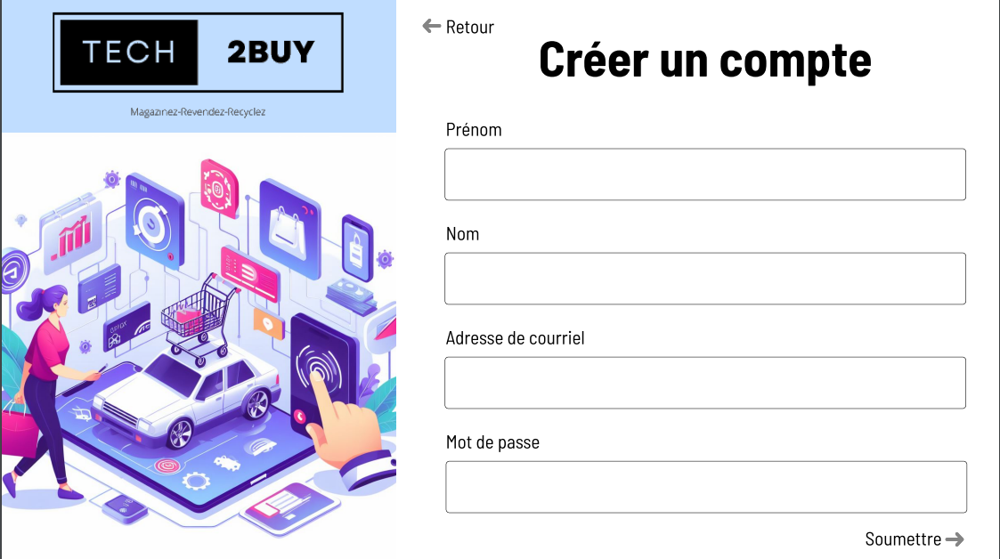 TECH 2BUY
Magazinez-Revendez-Recyclez
Retour
Créer un compte
Prénom
Nom
Adresse de courriel
Mot de passe
Soumettre